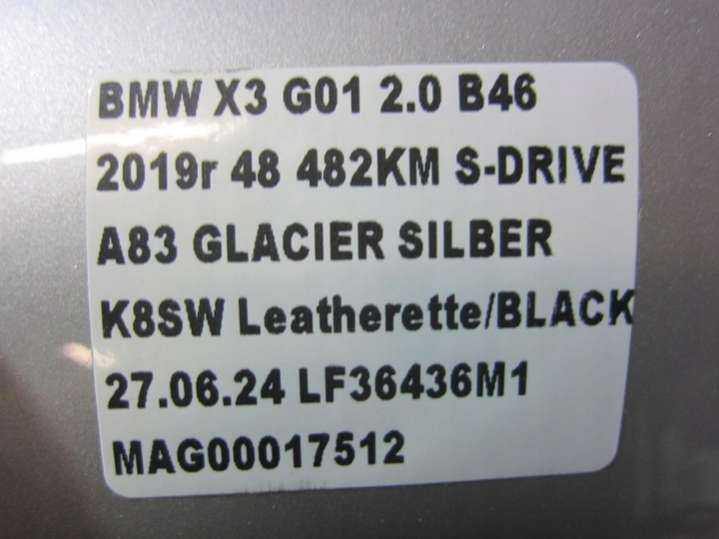 BMW X3 G01 2.0 B46
2019r 48 482KM S-DRIVE
A83 GLACIER SILBER
K8SW Leatherette/BLACK
27.06.24 LF36436M1
MAG00017512